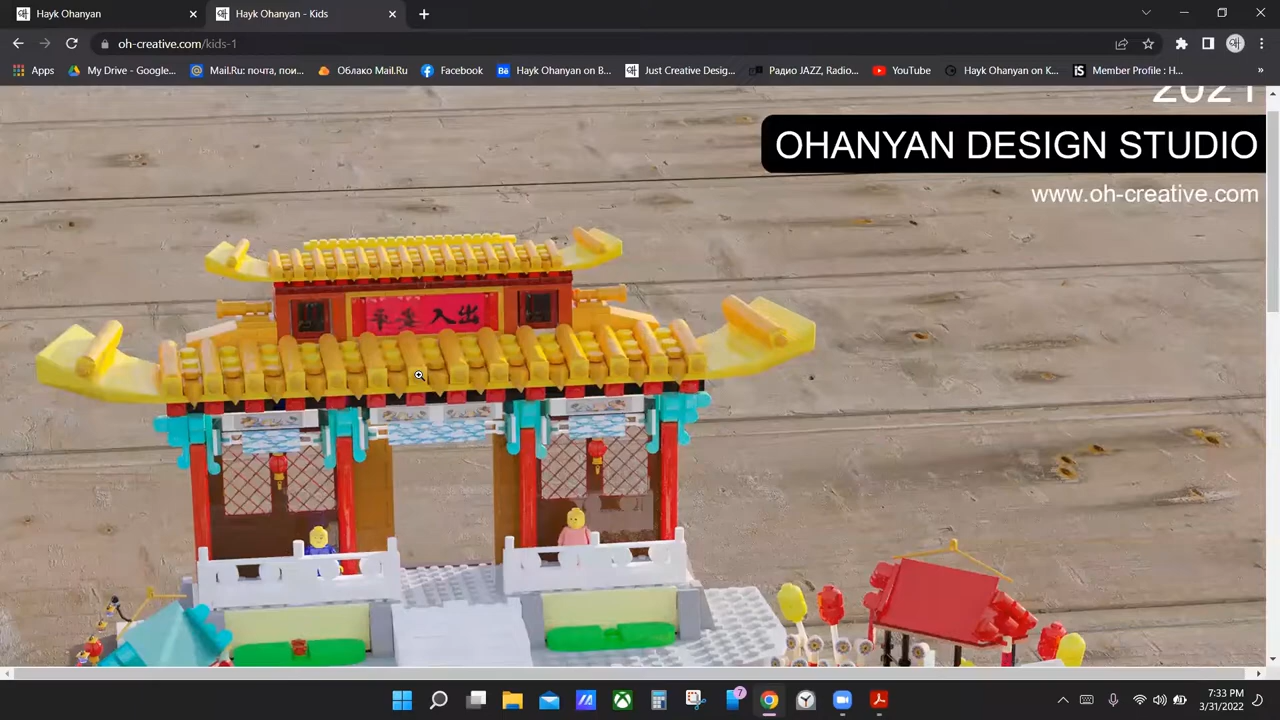 Hayk Ohanyan
Hayk Ohanyan - Kids
oh-creative.com/kids-1
Apps
My Drive - Google...
Mail.Ru: почта, пои...
Облако Mail.Ru
Facebook
Hayk Ohanyan on B...
Just Creative Desig...
Радио JAZZ, Radio...
YouTube
Hayk Ohanyan on K...
Member Profile : H...
»
2021
OHANYAN DESIGN STUDIO
www.oh-creative.com
平安 入出
7
7:33 PM
3/31/2022